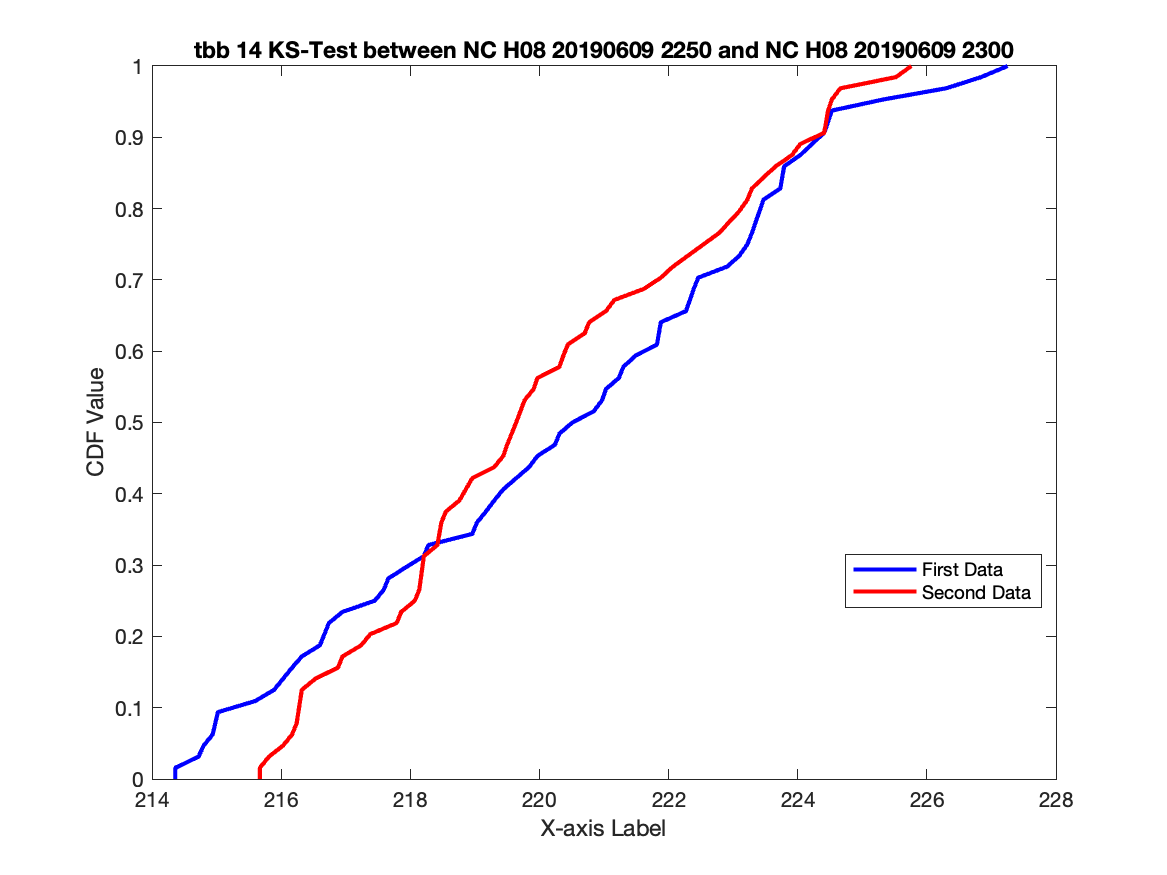 tbb 14 KS-Test between NC H08 20190609 2250 and NC H08 20190609 2300
1
0.9
0.8
0.7
0.6
0.5
0.4
0.3
0.2
0.1
0
CDF Value
First Data
Second Data
214 216 218 220 222 224 226 228
X-axis Label